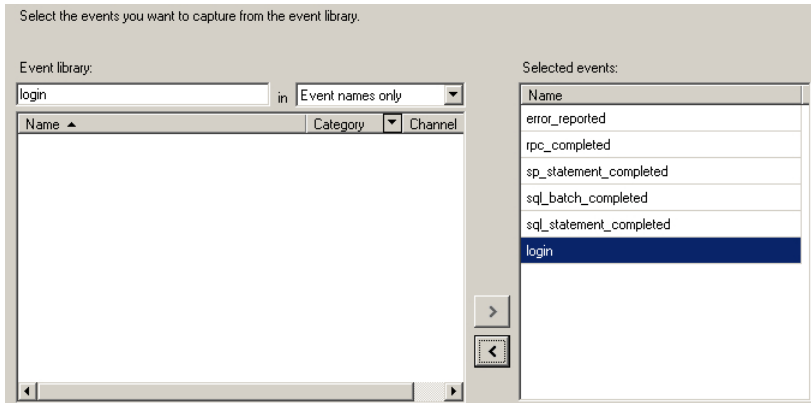 Select the events you want to capture from the event library.
Event library:
login in Event names only
Name Category Channel
Selected events:
Name
error_reported
rpc_completed
sp_statement_completed
sql_batch_completed
sql_statement_completed
login